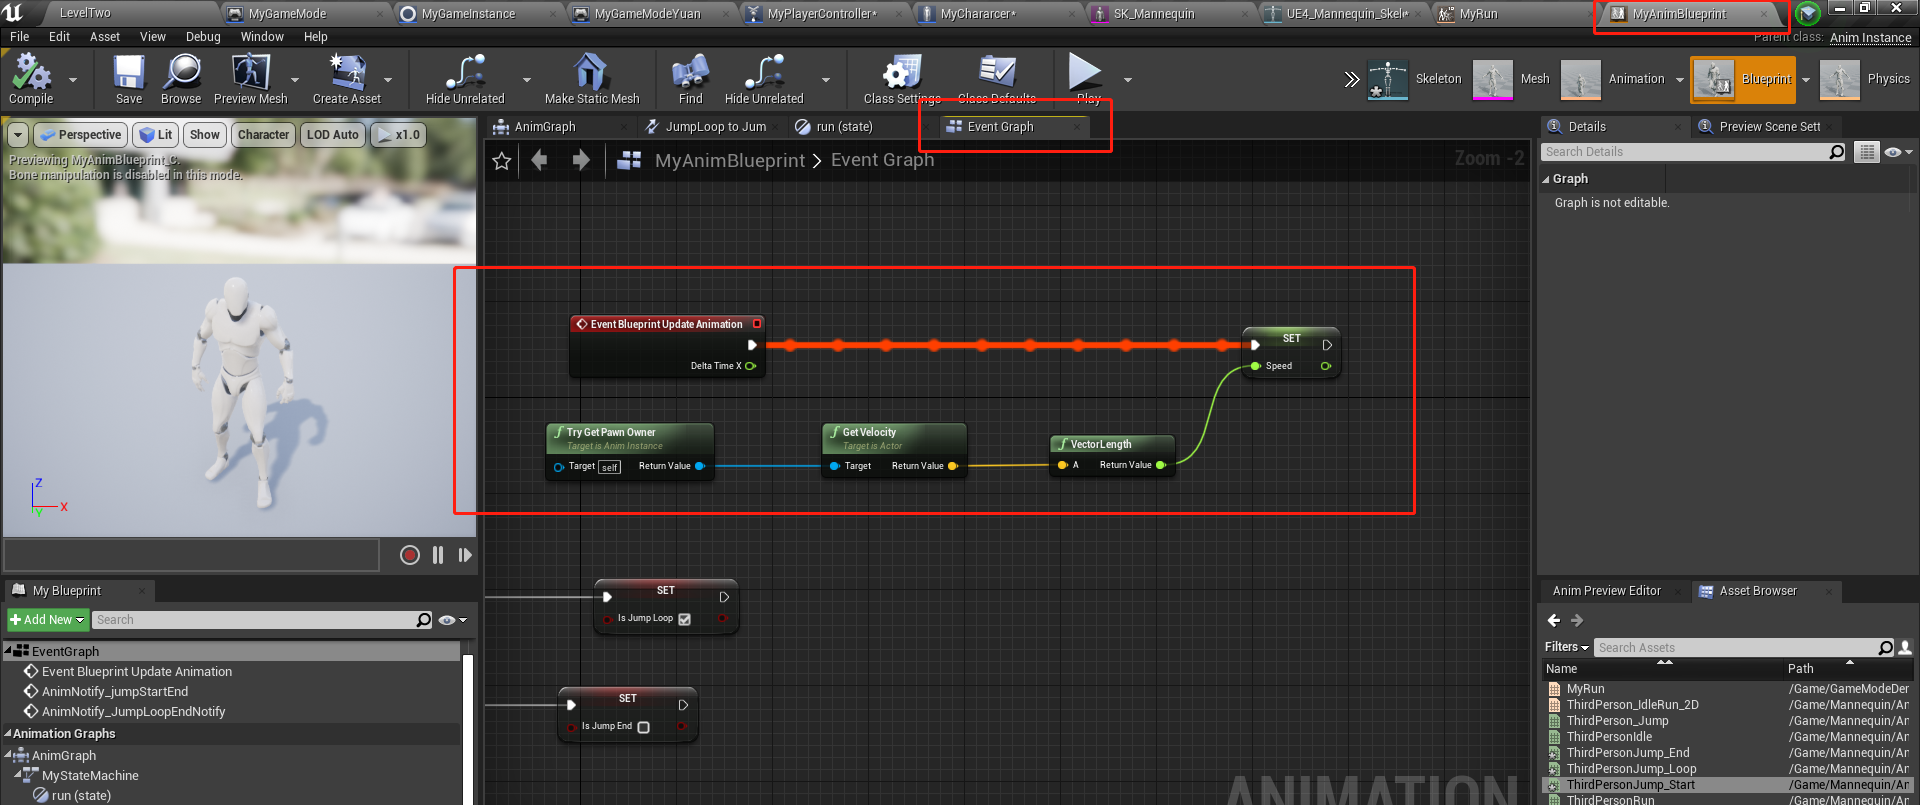 LevelTwo
MyGameMode
MyGameInstance
MyGameModeYuan
MyPlayerController*
MyChararcer*
SK_Mannequin
UE4_Mannequin_Skele*
MyRun
MyAnimBlueprint
File Edit Asset View Debug Window Help
Parent class: Anim Instance
Compile
Save
Browse
Preview Mesh
Create Asset
Hide Unrelated
Make Static Mesh
Find
Hide Unrelated
Class Settings
Class Defaults
Play
Skeleton
Mesh
Animation
Blueprint
Physics
Perspective
Lit
Show
Character
LOD Auto
x1.0
Previewing MyAnimBlueprint_C.
Bone manipulation is disabled in this mode.
Z
X
Y
AnimGraph
JumpLoop to Jum
run (state)
Event Graph
MyAnimBlueprint > Event Graph
Zoom -2
Event Blueprint Update Animation
Delta Time X
SET
Speed
Try Get Pawn Owner
Target is Anim Instance
Target self
Return Value
Get Velocity
Target is Actor
Target
Return Value
VectorLength
A
Return Value
SET
Is Jump Loop
SET
Is Jump End
ANIMATION
My Blueprint
Add New
Search
EventGraph
Event Blueprint Update Animation
AnimNotify_jumpStartEnd
AnimNotify_JumpLoopEndNotify
Animation Graphs
AnimGraph
MyStateMachine
run (state)
Details
Preview Scene Sett
Search Details
Graph
Graph is not editable.
Anim Preview Editor
Asset Browser
Filters
Search Assets
Name Path
MyRun /Game/GameModeDer
ThirdPerson_IdleRun_2D /Game/Mannequin/An
ThirdPerson_Jump /Game/Mannequin/An
ThirdPersonIdle /Game/Mannequin/An
ThirdPersonJump_End /Game/Mannequin/An
ThirdPersonJump_Loop /Game/Mannequin/An
ThirdPersonJump_Start /Game/Mannequin/An
ThirdPersonRun /Game/Mannequin/An